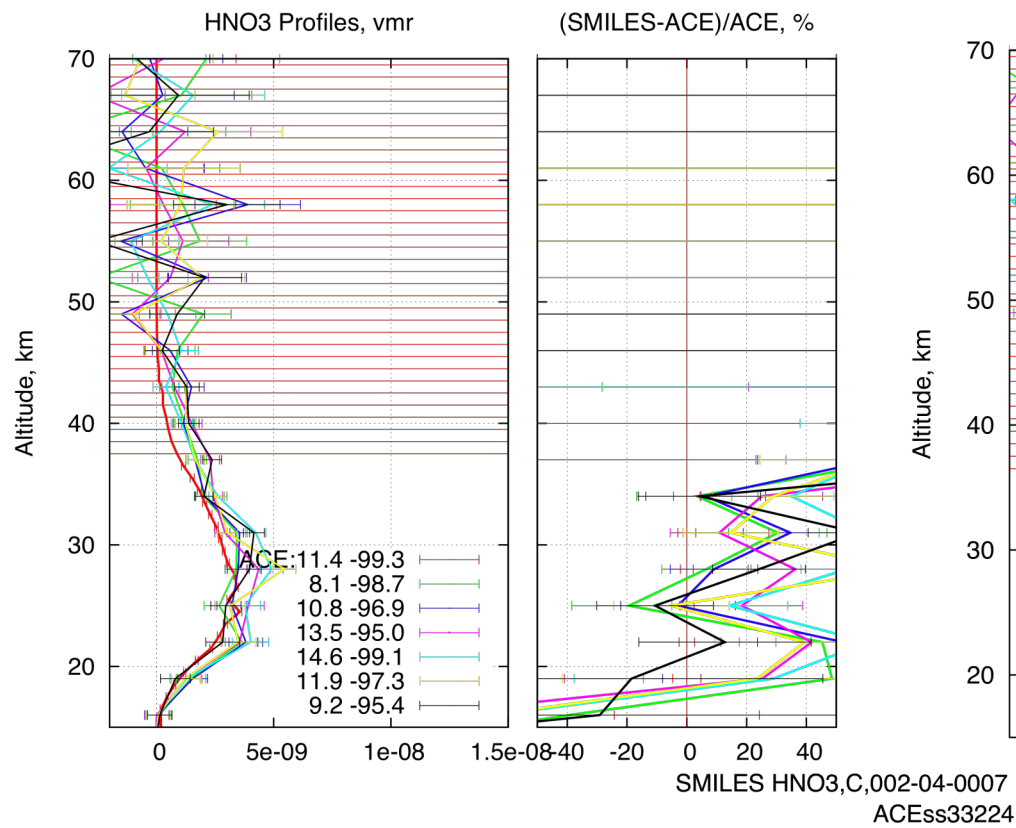 HNO3 Profiles, vmr
(SMILES-ACE)/ACE, %
70
60
50
40
30
20
Altitude, km
ACE:11.4 -99.3
8.1 -98.7
10.8 -96.9
13.5 -95.0
14.6 -99.1
11.9 -97.3
9.2 -95.4
0 5e-09 1e-08 1.5e-08
-40 -20 0 20 40
70
60
50
40
30
20
Altitude, km
SMILES HNO3,C,002-04-0007
ACEss33224